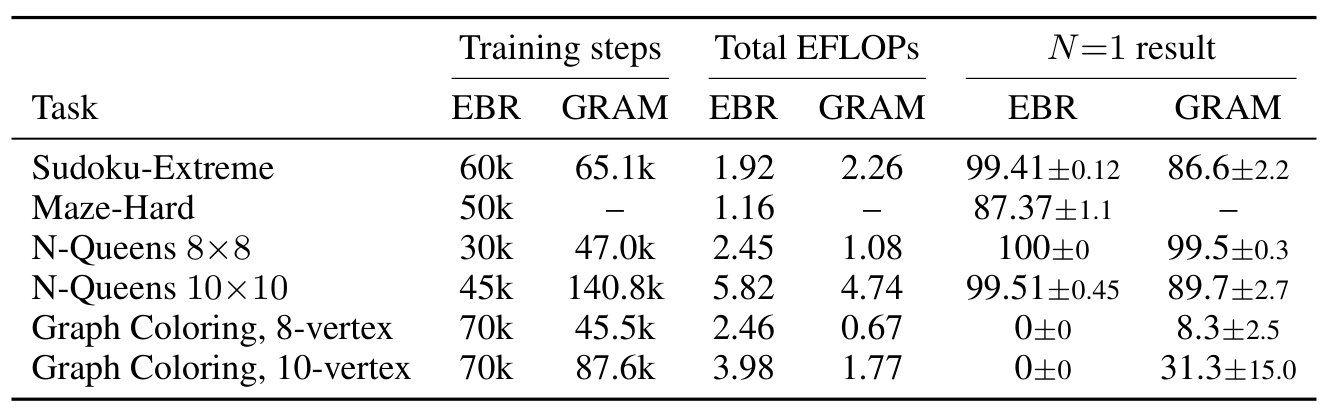 Training steps Total EFLOPs N=1 result
Task EBR GRAM EBR GRAM EBR GRAM
Sudoku-Extreme 60k 65.1k 1.92 2.26 99.41±0.12 86.6±2.2
Maze-Hard 50k – 1.16 – 87.37±1.1 –
N-Queens 8×8 30k 47.0k 2.45 1.08 100±0 99.5±0.3
N-Queens 10×10 45k 140.8k 5.82 4.74 99.51±0.45 89.7±2.7
Graph Coloring, 8-vertex 70k 45.5k 2.46 0.67 0±0 8.3±2.5
Graph Coloring, 10-vertex 70k 87.6k 3.98 1.77 0±0 31.3±15.0